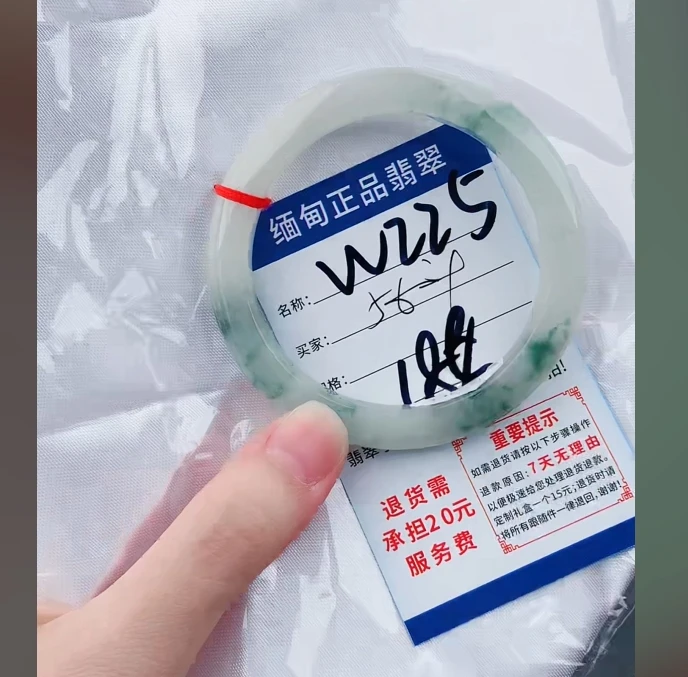 缅甸正品翡翠
名称:
W225
买家:
格:
翡翠
重要提示
如需退货请按以下步骤操作
退款原因:7天无理由
以便极速给您处理退货退款。
定制礼盒一个15元;退货时请
将所有跟随件一律退回,谢谢!
退货需
承担20元
服务费